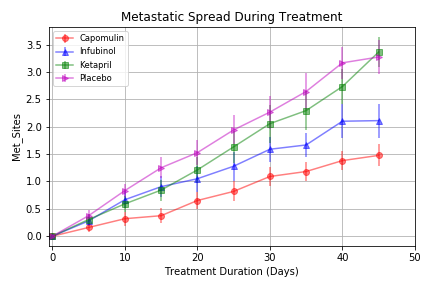 Metastatic Spread During Treatment
Capomulin
Infubinol
Ketapril
Placebo
3.5
3.0
2.5
2.0
1.5
1.0
0.5
0.0
Met_Sites
0 10 20 30 40 50
Treatment Duration (Days)